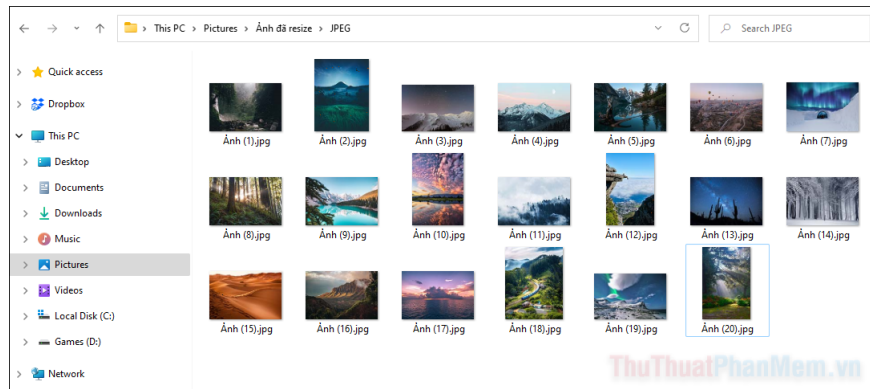 This PC > Pictures > Ảnh đã resize > JPEG
Search JPEG
Quick access
Dropbox
This PC
Desktop
Documents
Downloads
Music
Pictures
Videos
Local Disk (C:)
Games (D:)
Network
Ảnh (1).jpg Ảnh (2).jpg Ảnh (3).jpg Ảnh (4).jpg Ảnh (5).jpg Ảnh (6).jpg Ảnh (7).jpg
Ảnh (8).jpg Ảnh (9).jpg Ảnh (10).jpg Ảnh (11).jpg Ảnh (12).jpg Ảnh (13).jpg Ảnh (14).jpg
Ảnh (15).jpg Ảnh (16).jpg Ảnh (17).jpg Ảnh (18).jpg Ảnh (19).jpg Ảnh (20).jpg
ThuThuatPhanMem.vn